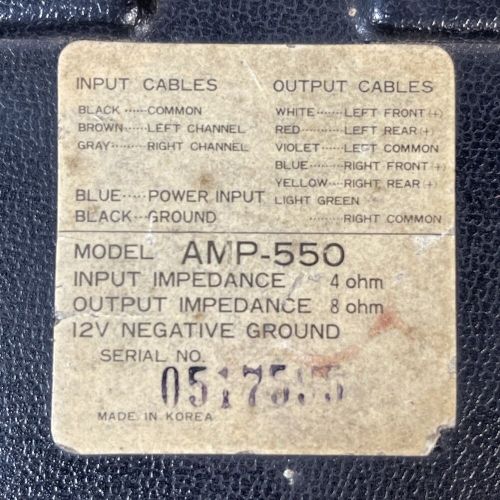 INPUT CABLES
BLACK ······ COMMON
BROWN ···· LEFT CHANNEL
GRAY ······ RIGHT CHANNEL
BLUE ····· POWER INPUT
BLACK ··· GROUND
OUTPUT CABLES
WHITE ······· LEFT FRONT (+)
RED ········ LEFT REAR (+)
VIOLET ····· LEFT COMMON
BLUE ······· RIGHT FRONT (+)
YELLOW ···· RIGHT REAR (+)
LIGHT GREEN
········ RIGHT COMMON
MODEL AMP-550
INPUT IMPEDANCE 4 ohm
OUTPUT IMPEDANCE 8 ohm
12V NEGATIVE GROUND
SERIAL NO.
MADE IN KOREA